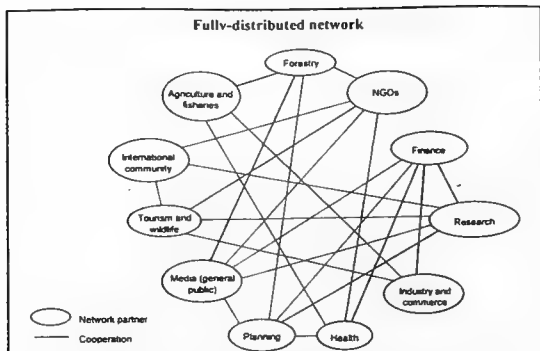 Fully-distributed network
Forestry
Agriculture and
fisheries
NGOs
Finance
International
community
Tourism and
wildlife
Research
Media (general
public)
Industry and
commerce
Planning
Health
Network partner
Cooperation